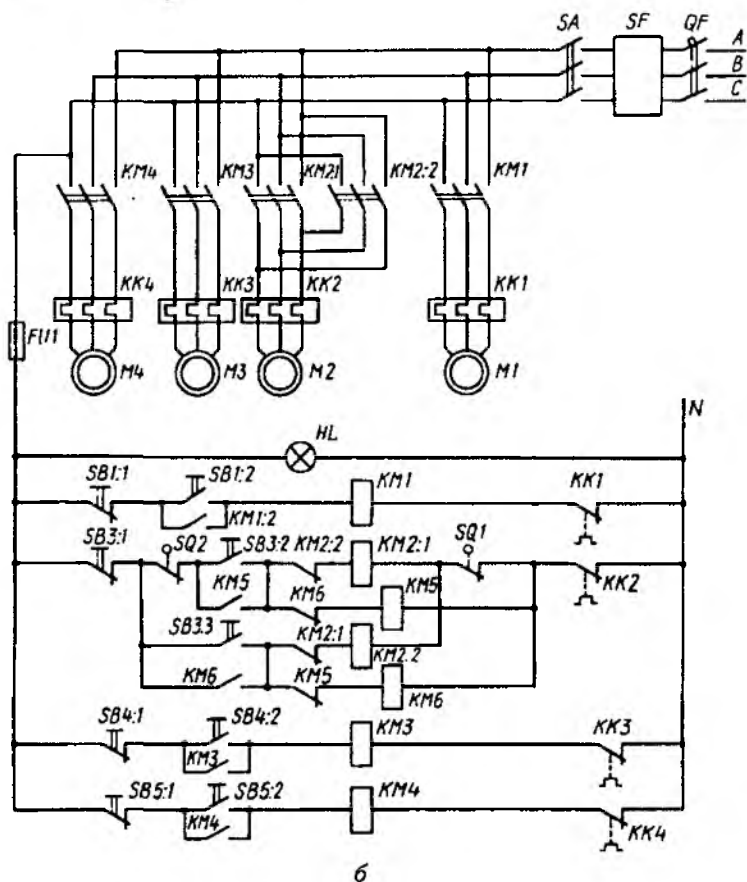 SA SF QF
A
B
C
KM4 KM3 KM2:1 KM2:2 KM1
KK4 KK3 KK2 KK1
FU1
M4 M3 M2 M1
N
HL
SB1:1 SB1:2 KM1 KK1
KM1:2
SB3:1 SQ2 SB3:2 KM2:2 KM2:1 SQ1
KM5 KM6 KM5 KK2
SB3:3 KM2:1
KM2:2
KM6 KM5
KM6
SB4:1 SB4:2 KM3 KK3
KM3
SB5:1 SB5:2 KM4
KM4 KK4
б